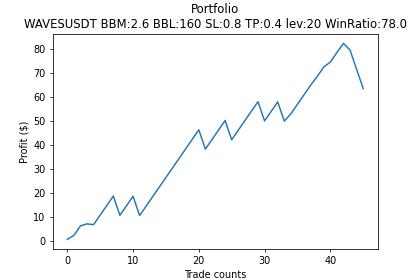 Portfolio
WAVESUSDT BBM:2.6 BBL:160 SL:0.8 TP:0.4 lev:20 WinRatio:78.0
80
70
60
50
40
30
20
10
0
Profit ($)
0 10 20 30 40
Trade counts